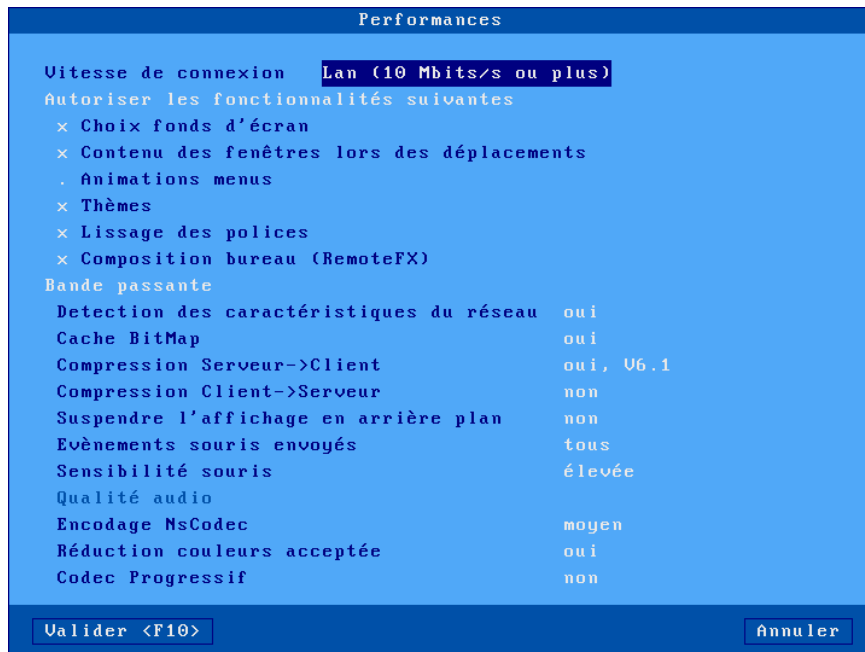 Performances
Vitesse de connexion Lan (10 Mbits/s ou plus)
Autoriser les fonctionnalités suivantes
x Choix fonds d'écran
x Contenu des fenêtres lors des déplacements
. Animations menus
x Thèmes
x Lissage des polices
x Composition bureau (RemoteFX)
Bande passante
Detection des caractéristiques du réseau oui
Cache BitMap oui
Compression Serveur->Client oui, V6.1
Compression Client->Serveur non
Suspendre l'affichage en arrière plan non
Evènements souris envoyés tous
Sensibilité souris élevée
Qualité audio
Encodage NsCodec moyen
Réduction couleurs acceptée oui
Codec Progressif non
Valider <F10> Annuler